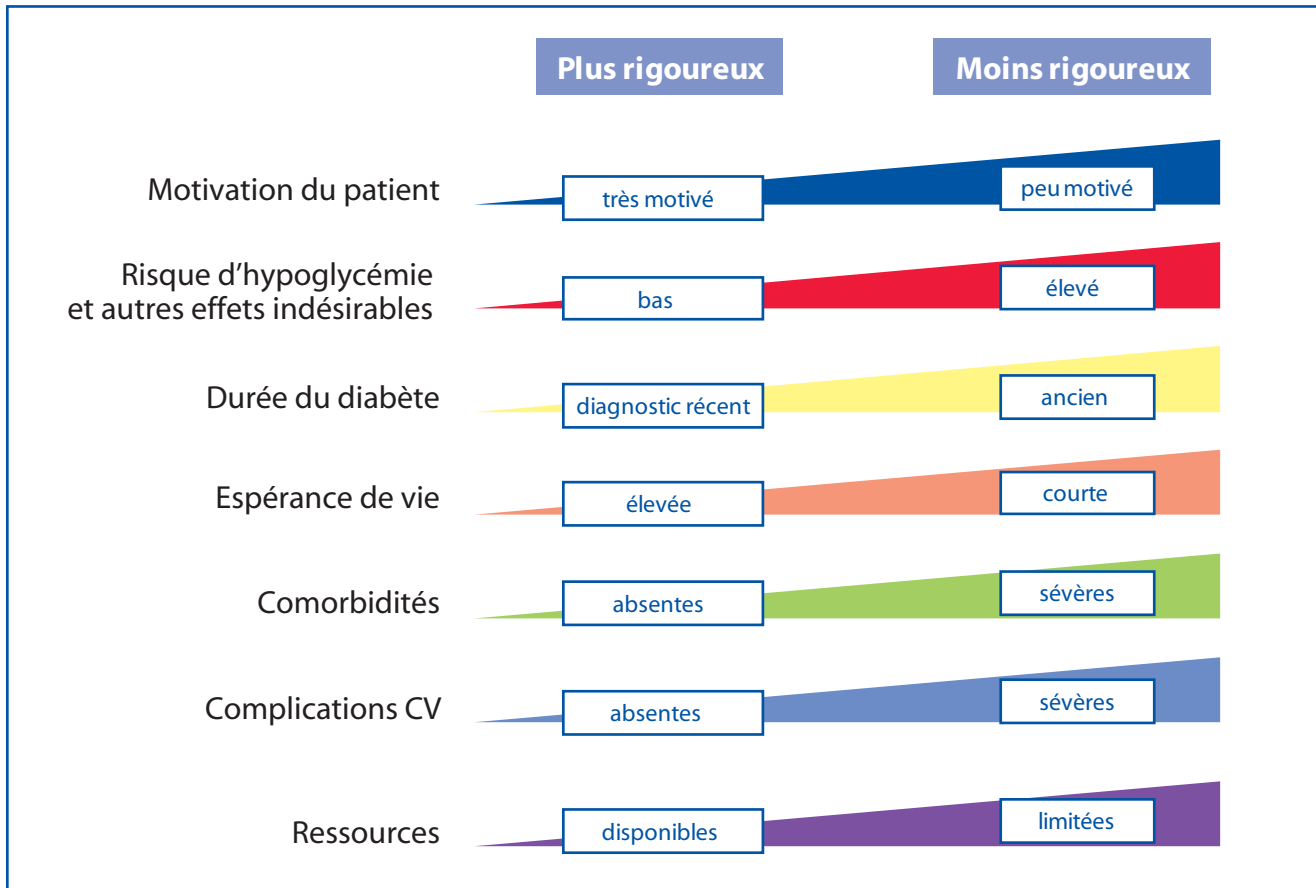 Plus rigoureux
Moins rigoureux
Motivation du patient
très motivé
peu motivé
Risque d’hypoglycémie
et autres effets indésirables
bas
élevé
Durée du diabète
diagnostic récent
ancien
Espérance de vie
élevée
courte
Comorbidités
absentes
sévères
Complications CV
absentes
sévères
Ressources
disponibles
limitées